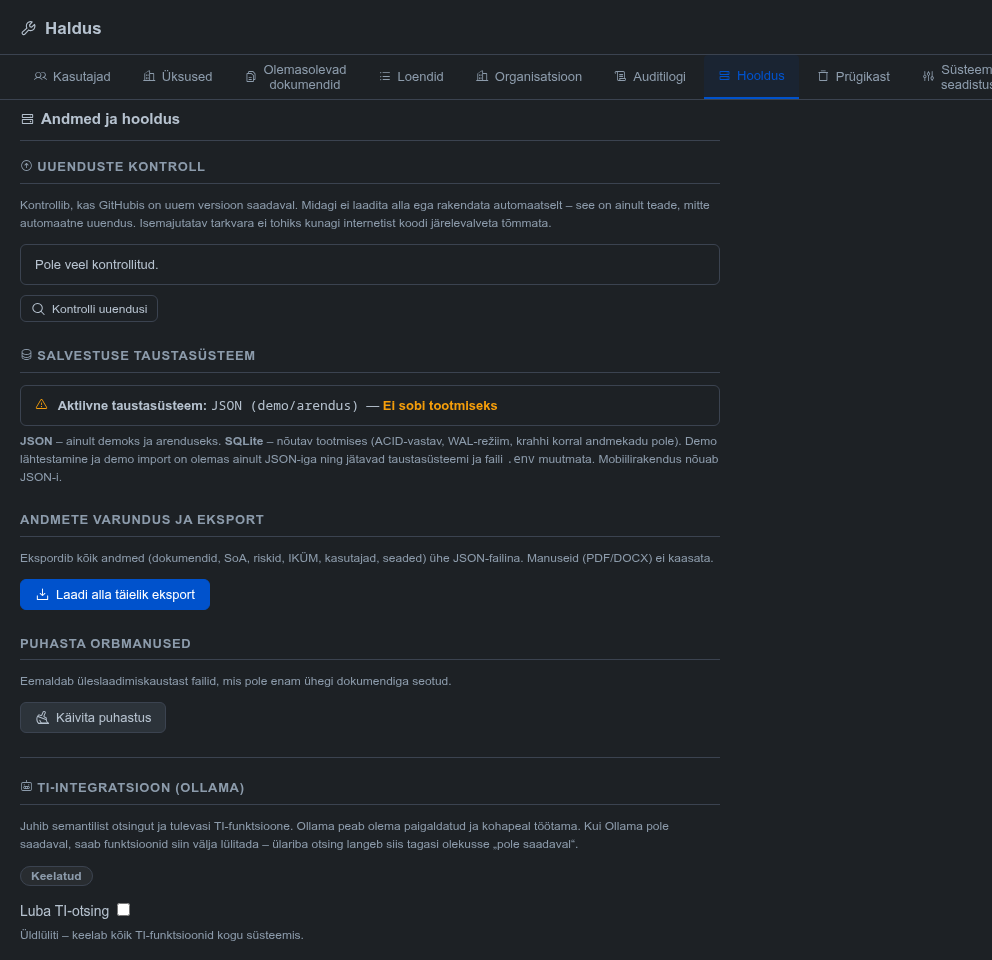 Haldus
Kasutajad
Üksused
Olemasolevad
dokumendid
Loendid
Organisatsioon
Auditilogi
Hooldus
Prügikast
Andmed ja hooldus
UUENDUSTE KONTROLL
Kontrollib, kas GitHubis on uuem versioon saadaval. Midagi ei laadita alla ega rakendata automaatselt – see on ainult teade, mitte
automaatne uuendus. Isemajutatav tarkvara ei tohiks kunagi internetist koodi järelevalveta tõmmata.
Pole veel kontrollitud.
Kontrolli uuendusi
SALVESTUSE TAUSTASÜSTEEM
Aktiivne taustasüsteem: JSON (demo/arendus) — Ei sobi tootmiseks
JSON – ainult demoks ja arenduseks. SQLite – nõutav tootmises (ACID-vastav, WAL-režiim, krahhi korral andmekadu pole). Demo
lähtestamine ja demo import on olemas ainult JSON-iga ning jätavad taustasüsteemi ja faili .env muutmata. Mobiilirakendus nõuab
JSON-i.
ANDMETE VARUNDUS JA EKSPORT
Ekspordib kõik andmed (dokumendid, SoA, riskid, IKÜM, kasutajad, seaded) ühe JSON-failina. Manuseid (PDF/DOCX) ei kaasata.
Laadi alla täielik eksport
PUHASTA ORBMANUSED
Eemaldab üleslaadimiskaustast failid, mis pole enam ühegi dokumendiga seotud.
Käivita puhastus
TI-INTEGRATSIOON (OLLAMA)
Juhib semantilist otsingut ja tulevasi TI-funktsioone. Ollama peab olema paigaldatud ja kohapeal töötama. Kui Ollama pole
saadaval, saab funktsioonid siin välja lülitada – ülariba otsing langeb siis tagasi olekusse „pole saadaval“.
Keelatud
Luba TI-otsing
Üldlüliti – keelab kõik TI-funktsioonid kogu süsteemis.